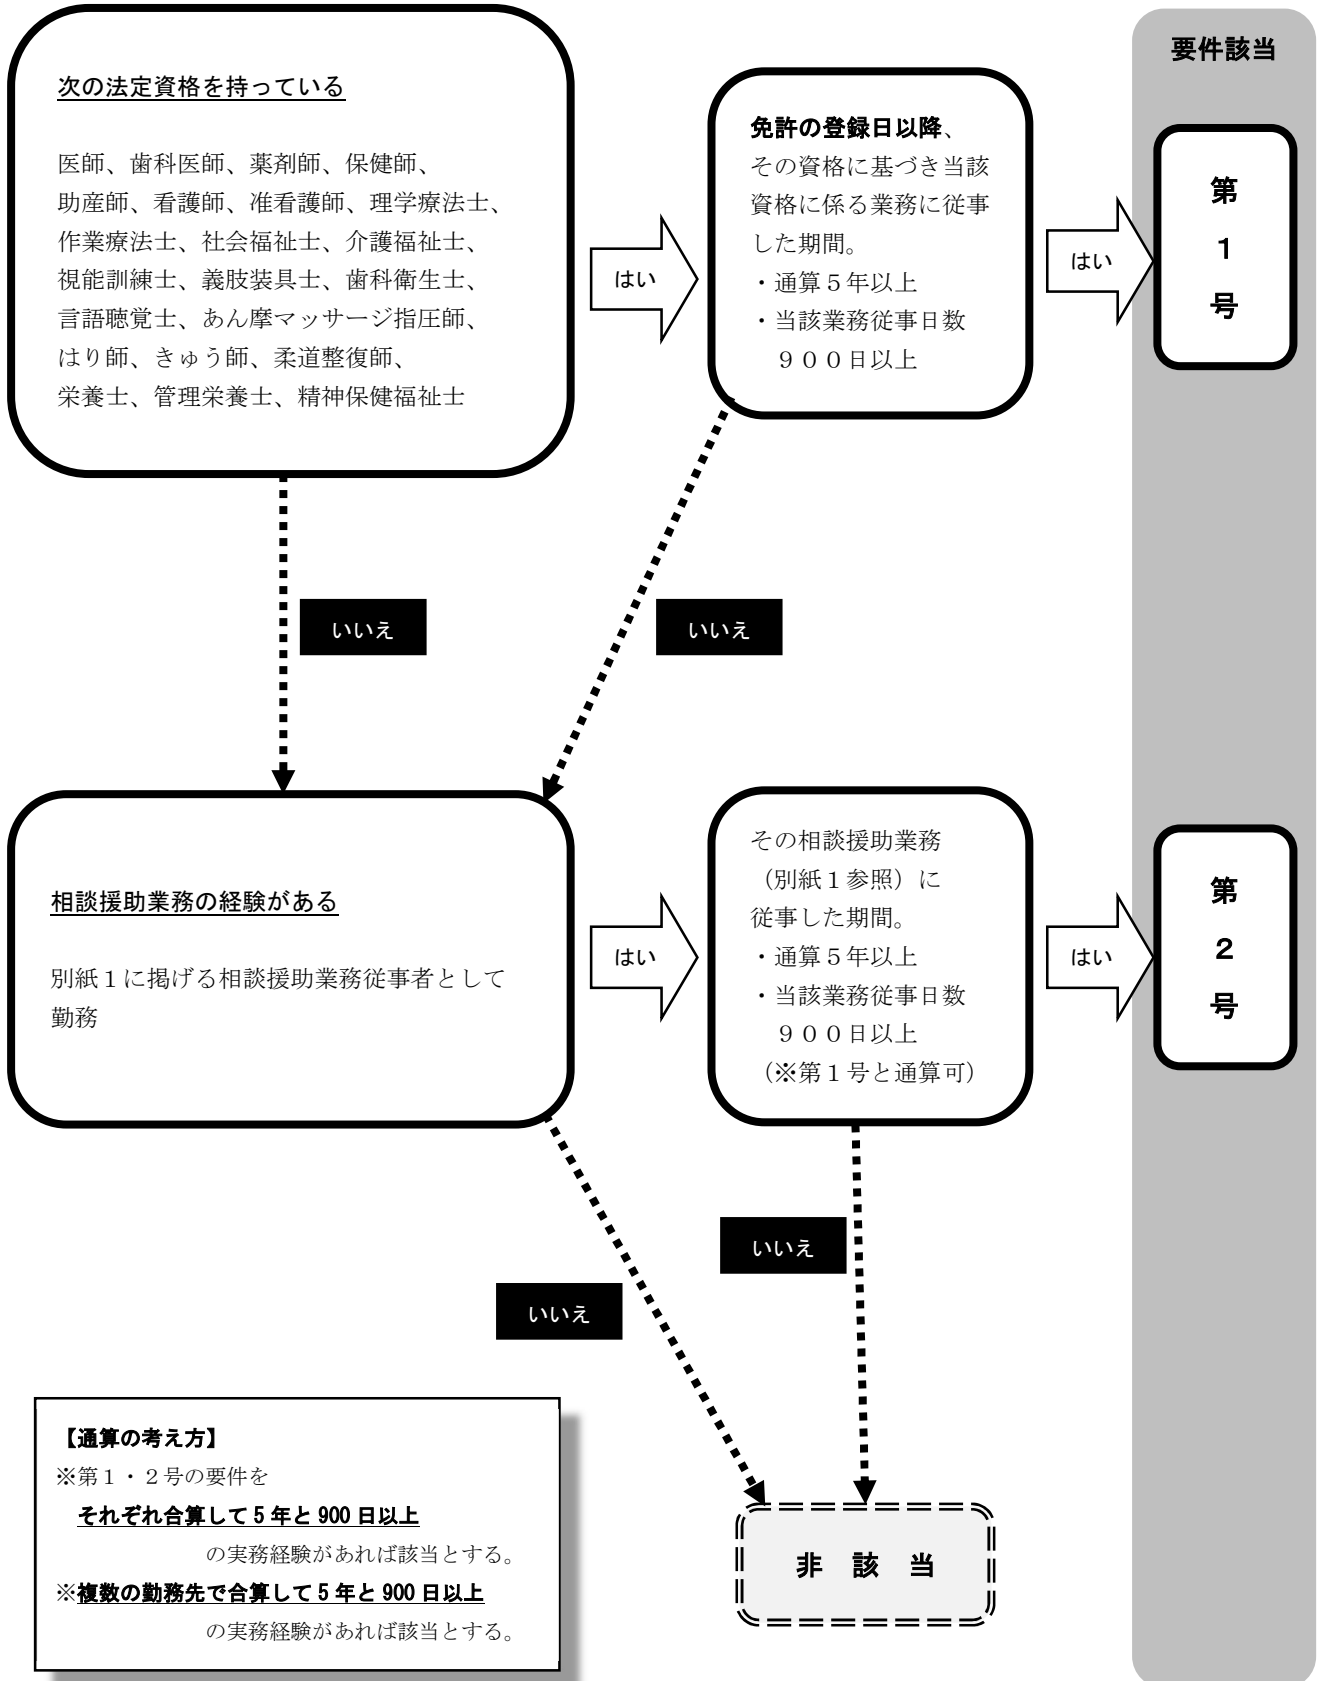 要件該当
次の法定資格を持っている
医師、歯科医師、薬剤師、保健師、
助産師、看護師、准看護師、理学療法士、
作業療法士、社会福祉士、介護福祉士、
視能訓練士、義肢装具士、歯科衛生士、
言語聴覚士、あん摩マッサージ指圧師、
はり師、きゅう師、柔道整復師、
栄養士、管理栄養士、精神保健福祉士
はい
免許の登録日以降、
その資格に基づき当該
資格に係る業務に従事
した期間。
・通算５年以上
・当該業務従事日数
９００日以上
はい
第
１
号
いいえ
いいえ
相談援助業務の経験がある
別紙１に掲げる相談援助業務従事者として
勤務
はい
その相談援助業務
（別紙１参照）に
従事した期間。
・通算５年以上
・当該業務従事日数
９００日以上
（※第１号と通算可）
はい
第
２
号
いいえ
いいえ
【通算の考え方】
※第１・２号の要件を
それぞれ合算して 5 年と 900 日以上
の実務経験があれば該当とする。
※複数の勤務先で合算して 5 年と 900 日以上
の実務経験があれば該当とする。
非 該 当